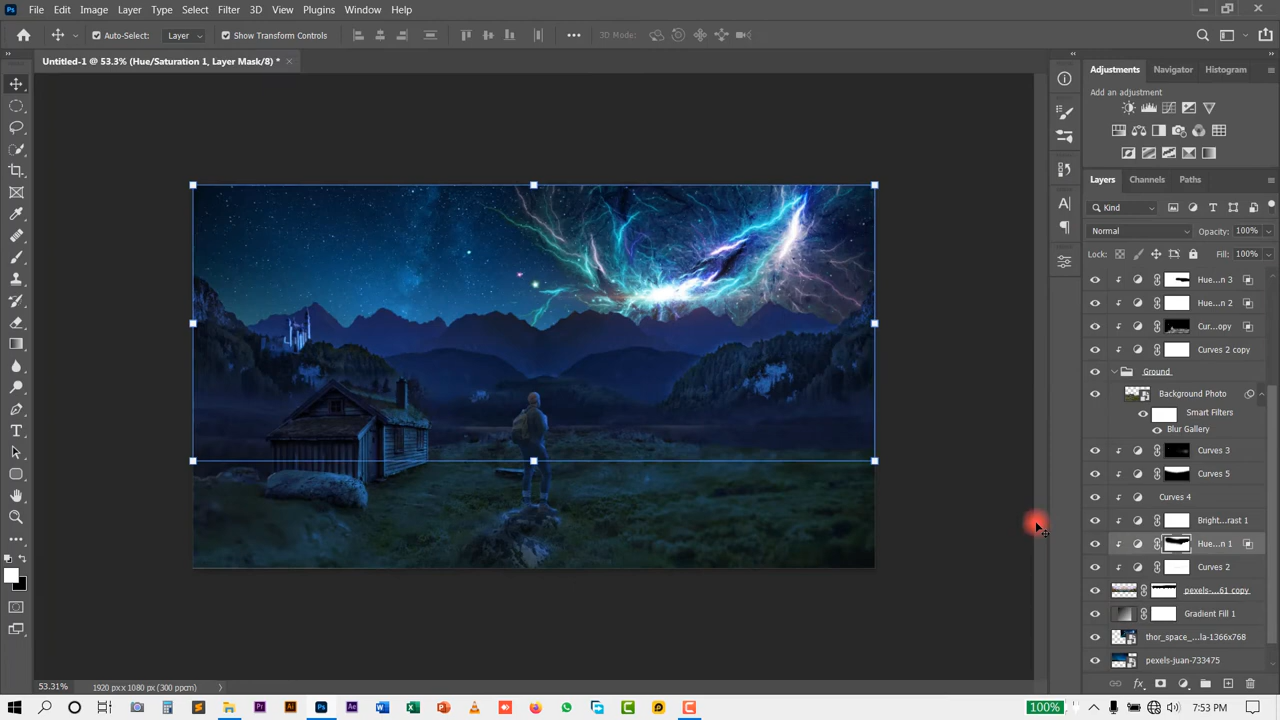 Ps File Edit Image Layer Type Select Filter 3D View Plugins Window Help
Auto-Select: Layer Show Transform Controls 3D Mode:
Untitled-1 @ 53.3% (Hue/Saturation 1, Layer Mask/8) *
Adjustments Navigator Histogram
Add an adjustment
Layers Channels Paths
Kind
Normal Opacity: 100%
Lock: Fill: 100%
Hue...n 3
Hue...n 2
Cur...opy
Curves 2 copy
Ground
Background Photo
Smart Filters
Blur Gallery
Curves 3
Curves 5
Curves 4
Bright...rast 1
Hue...n 1
Curves 2
pexels-...61 copy
Gradient Fill 1
thor_space_...la-1366x768
pexels-juan-733475
53.31% 1920 px x 1080 px (300 ppcm)
Pr Ai Ps Ae 100% 7:53 PM